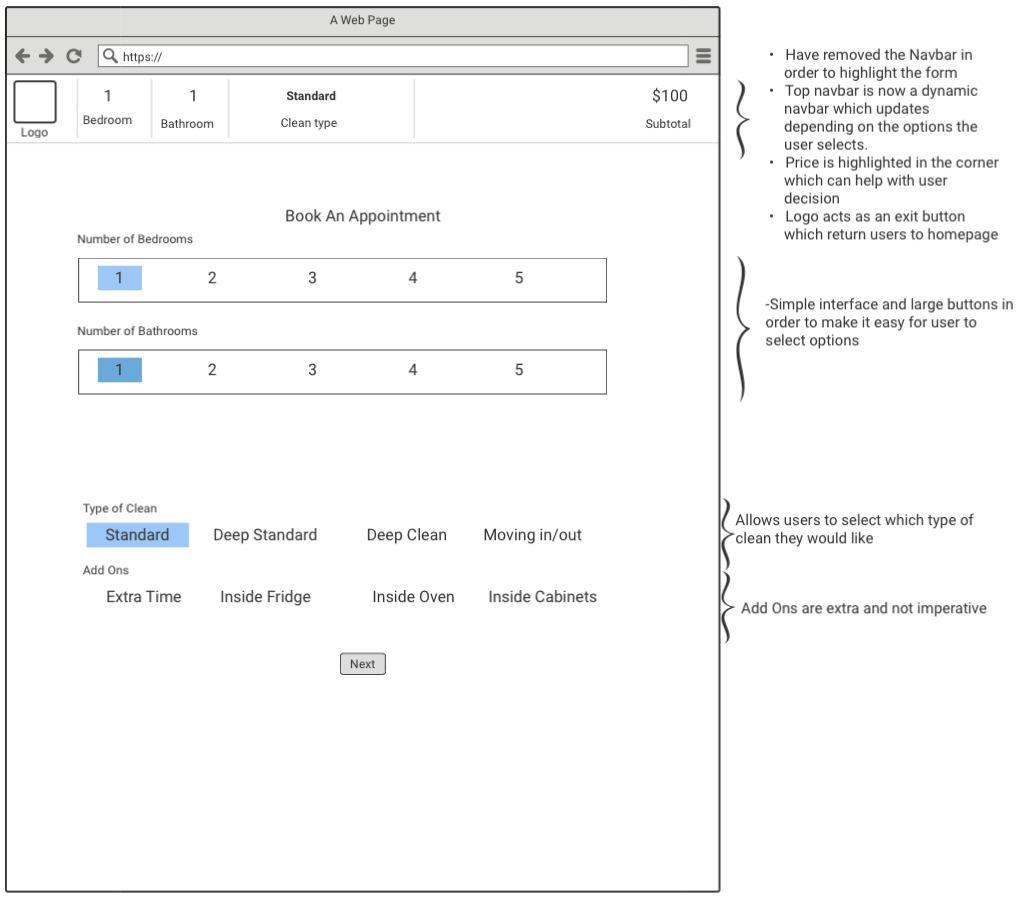 A Web Page
https://
Logo
1
Bedroom
1
Bathroom
Standard
Clean type
$100
Subtotal
Book An Appointment
Number of Bedrooms
1 2 3 4 5
Number of Bathrooms
1 2 3 4 5
Type of Clean
Standard Deep Standard Deep Clean Moving in/out
Add Ons
Extra Time Inside Fridge Inside Oven Inside Cabinets
Next
• Have removed the Navbar in
order to highlight the form
• Top navbar is now a dynamic
navbar which updates
depending on the options the
user selects.
• Price is highlighted in the corner
which can help with user
decision
• Logo acts as an exit button
which return users to homepage
-Simple interface and large buttons in
order to make it easy for user to
select options
Allows users to select which type of
clean they would like
Add Ons are extra and not imperative